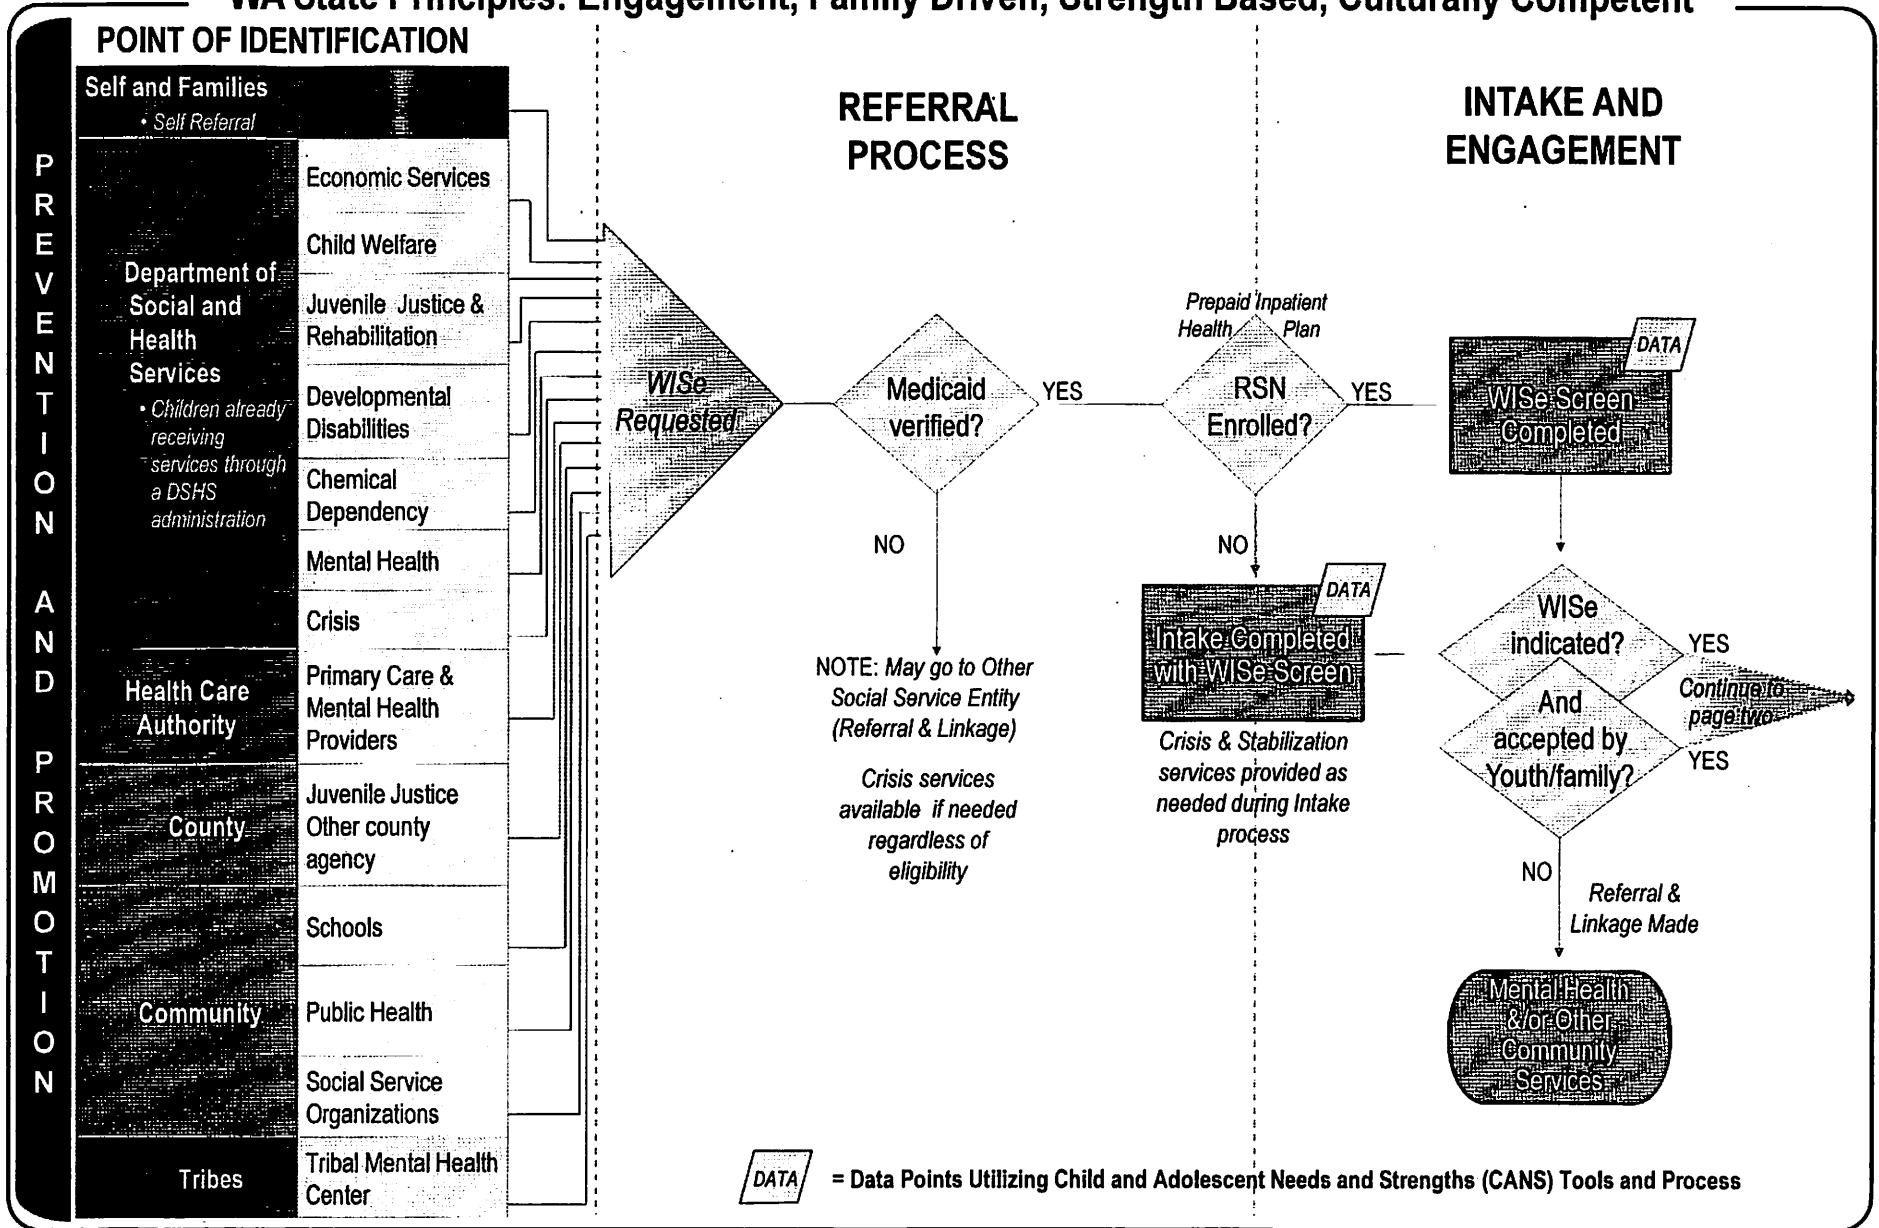 WA State Principles: Engagement, Family Driven, Strength Based, Culturally Competent
PREVENTION AND PROMOTION
POINT OF IDENTIFICATION
Self and Families
• Self Referral
Department of
Social and
Health
Services
• Children already
receiving
services through
a DSHS
administration
Economic Services
Child Welfare
Juvenile Justice &
Rehabilitation
Developmental
Disabilities
Chemical
Dependency
Mental Health
Crisis
Health Care
Authority
Primary Care &
Mental Health
Providers
County
Juvenile Justice
Other county
agency
Community
Schools
Public Health
Social Service
Organizations
Tribes
Tribal Mental Health
Center
REFERRAL
PROCESS
WISe
Requested
Medicaid
verified?
YES
NO
NOTE: May go to Other
Social Service Entity
(Referral & Linkage)
Crisis services
available if needed
regardless of
eligibility
Prepaid Inpatient
Health Plan
RSN
Enrolled?
YES
NO
DATA
Intake Completed
with WISe Screen
Crisis & Stabilization
services provided as
needed during Intake
process
INTAKE AND
ENGAGEMENT
DATA
WISe Screen
Completed
WISe
indicated?
YES
And
accepted by
Youth/family?
YES
Continue to
page two
NO
Referral &
Linkage Made
Mental Health
&/or Other
Community
Services
DATA = Data Points Utilizing Child and Adolescent Needs and Strengths (CANS) Tools and Process